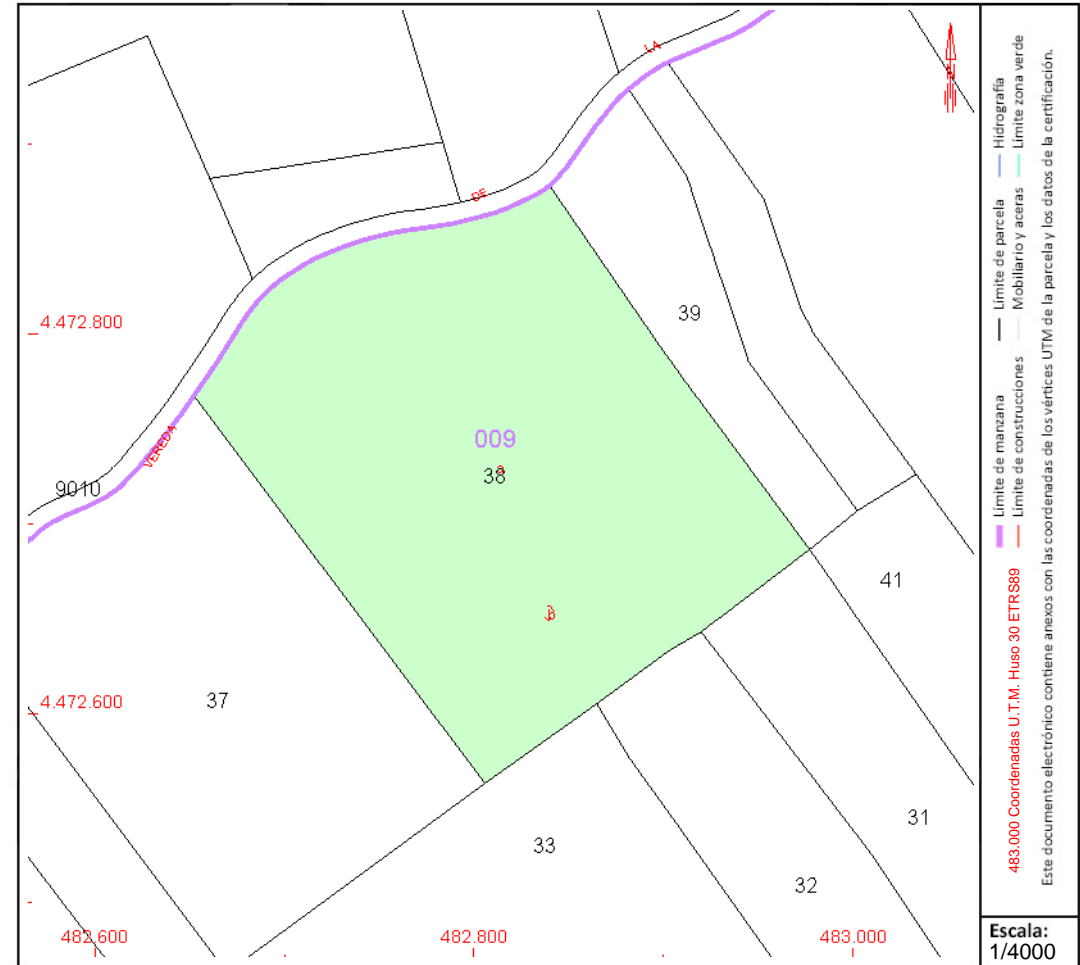 LA
DE
39
4.472.800
009
38
VEREDA
9010
41
4.472.600
37
31
33
32
482.600
482.800
483.000
Límite de manzana
Límite de parcela
Hidrografía
Límite de construcciones
Mobiliario y aceras
Límite zona verde
483.000 Coordenadas U.T.M. Huso 30 ETRS89
Este documento electrónico contiene anexos con las coordenadas de los vértices UTM de la parcela y los datos de la certificación.
Escala:
1/4000